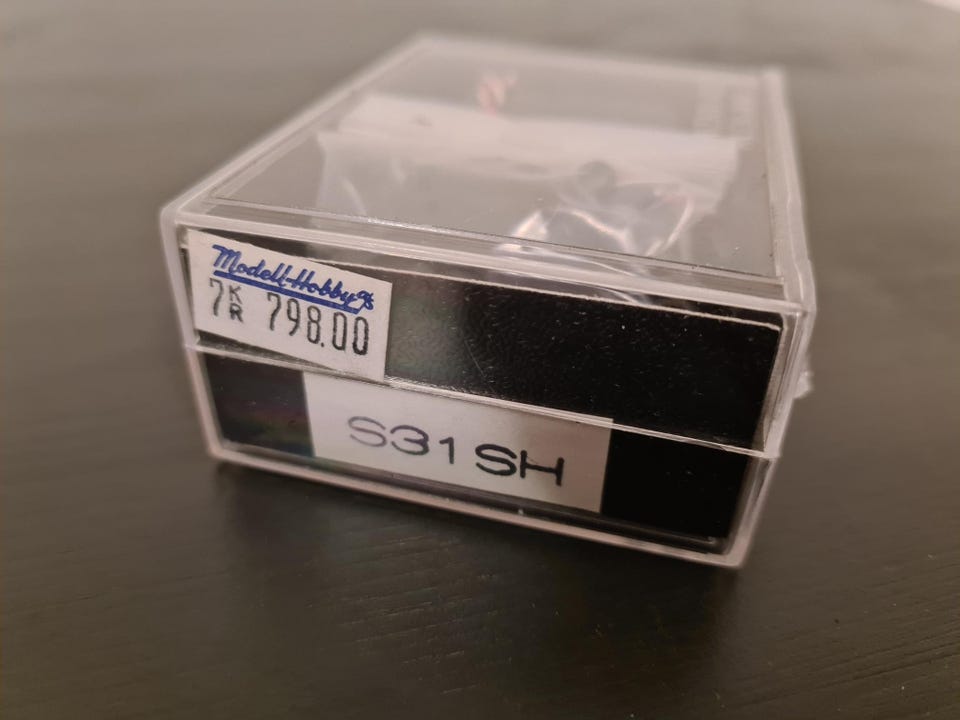 Modell-Hobby
7 KR 798.00
S31SH